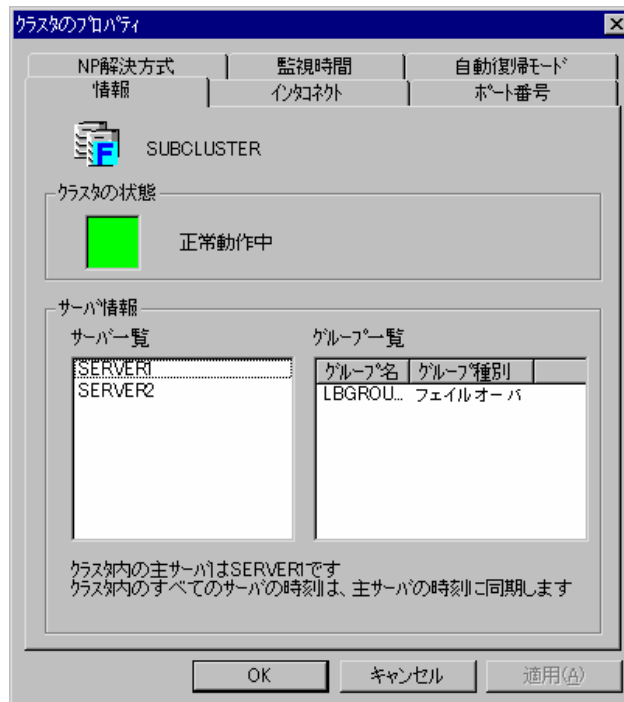 クラスタのプロパティ
NP解決方式 監視時間 自動復帰モード
情報 インタコネクト ポート番号
SUBCLUSTER
クラスタの状態
正常動作中
サーバ情報
サーバ一覧 グループ一覧
SERVER1
SERVER2
グループ名 グループ種別
LBGROU... フェイルオーバ
クラスタ内の主サーバはSERVER1です
クラスタ内のすべてのサーバの時刻は、主サーバの時刻に同期します
OK キャンセル 適用(A)